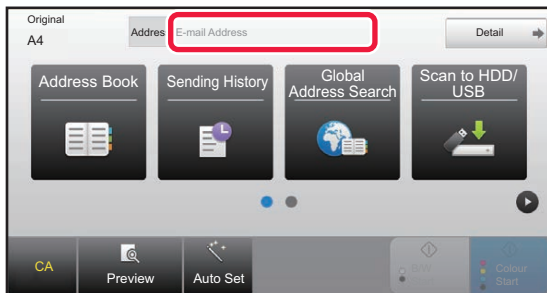 Original
A4
Addres
E-mail Address
Detail
Address Book
Sending History
Global
Address Search
Scan to HDD/
USB
CA
Preview
Auto Set
B/W
Start
Colour
Start